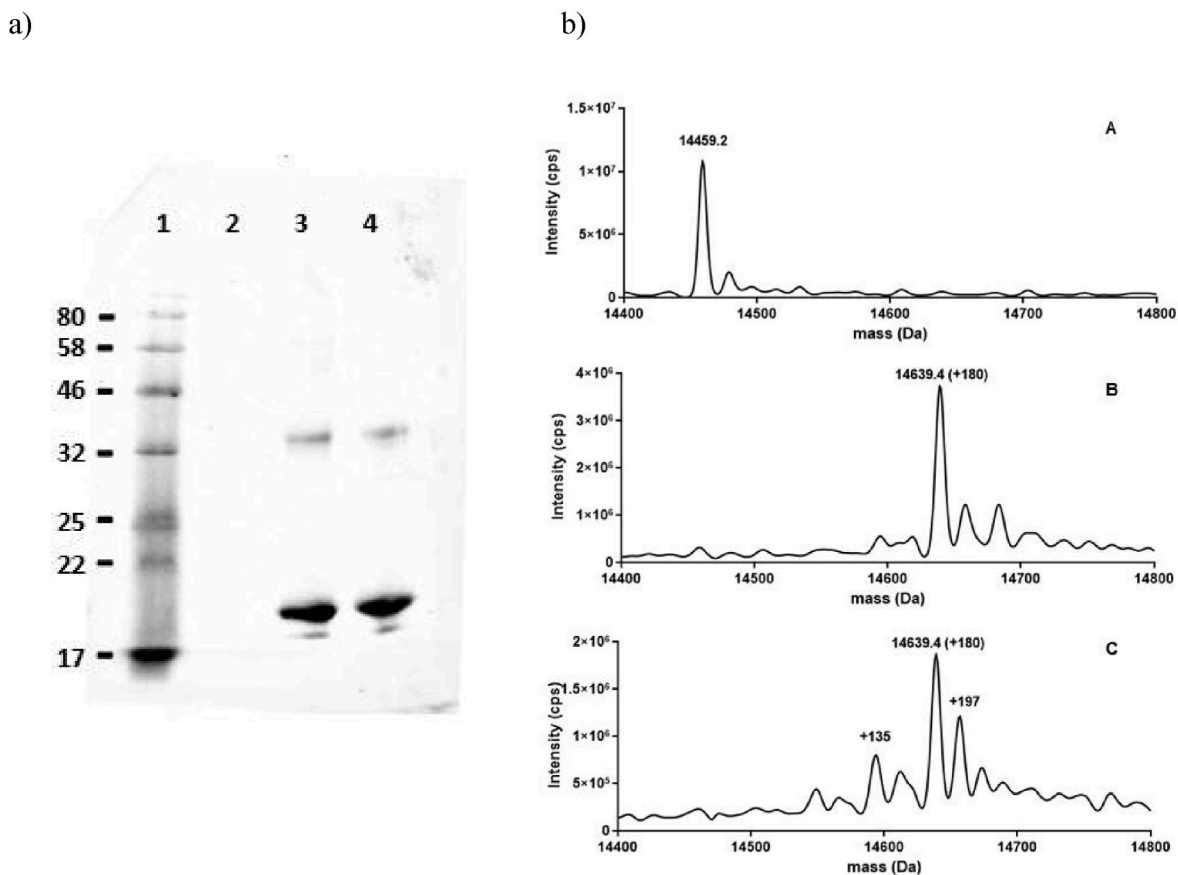 a)
b)
1 2 3 4
80
58
46
32
25
22
17
A
14459.2
Intensity (cps)
1.5×10⁷
1×10⁷
5×10⁶
0
14400 14500 14600 14700 14800
mass (Da)
B
14639.4 (+180)
Intensity (cps)
4×10⁶
3×10⁶
2×10⁶
1×10⁶
0
14400 14500 14600 14700 14800
mass (Da)
C
14639.4 (+180)
+197
+135
Intensity (cps)
2×10⁶
1.5×10⁶
1×10⁶
5×10⁵
0
14400 14500 14600 14700 14800
mass (Da)